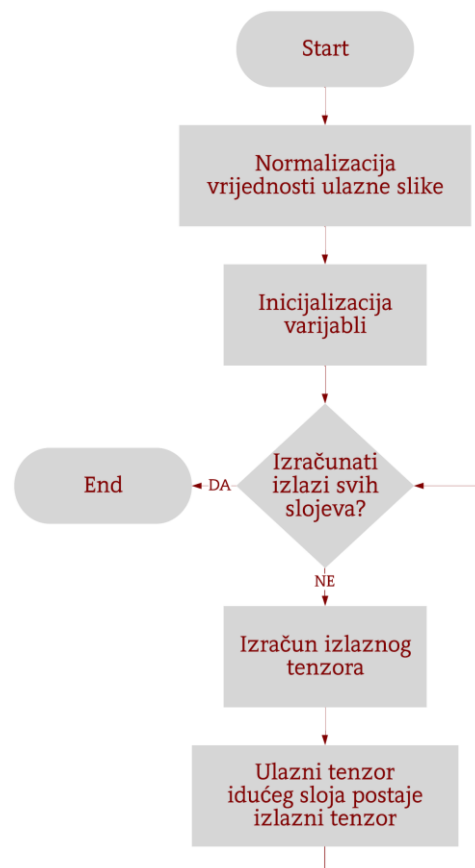 Start
Normalizacija
vrijednosti ulazne slike
Inicijalizacija
varijabli
Izračunati
izlazi svih
slojeva?
DA
End
NE
Izračun izlaznog
tenzora
Ulazni tenzor
idućeg sloja postaje
izlazni tenzor